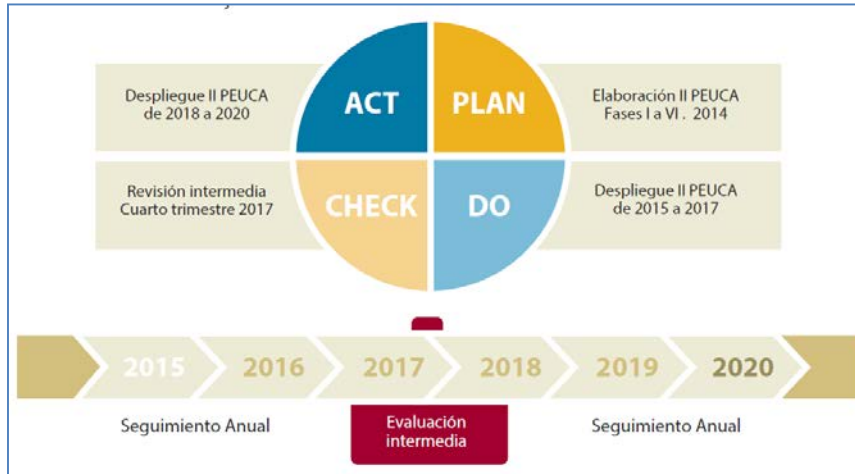 Despliegue II PEUCA
de 2018 a 2020
ACT
PLAN
Elaboración II PEUCA
Fases I a VI . 2014
Revisión intermedia
Cuarto trimestre 2017
CHECK
DO
Despliegue II PEUCA
de 2015 a 2017
2015
2016
2017
2018
2019
2020
Seguimiento Anual
Evaluación
intermedia
Seguimiento Anual